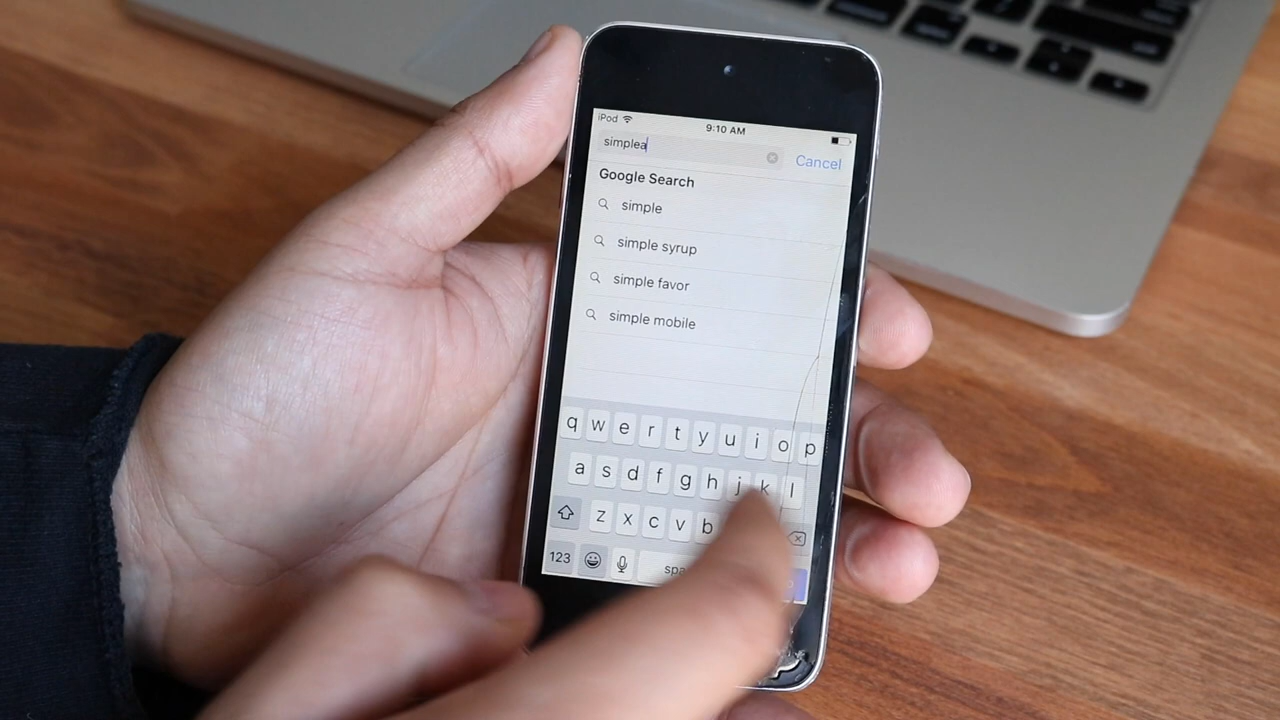 iPod 9:10 AM
simplea Cancel
Google Search
simple
simple syrup
simple favor
simple mobile
q w e r t y u i o p
a s d f g h j k l
z x c v b
123 spa